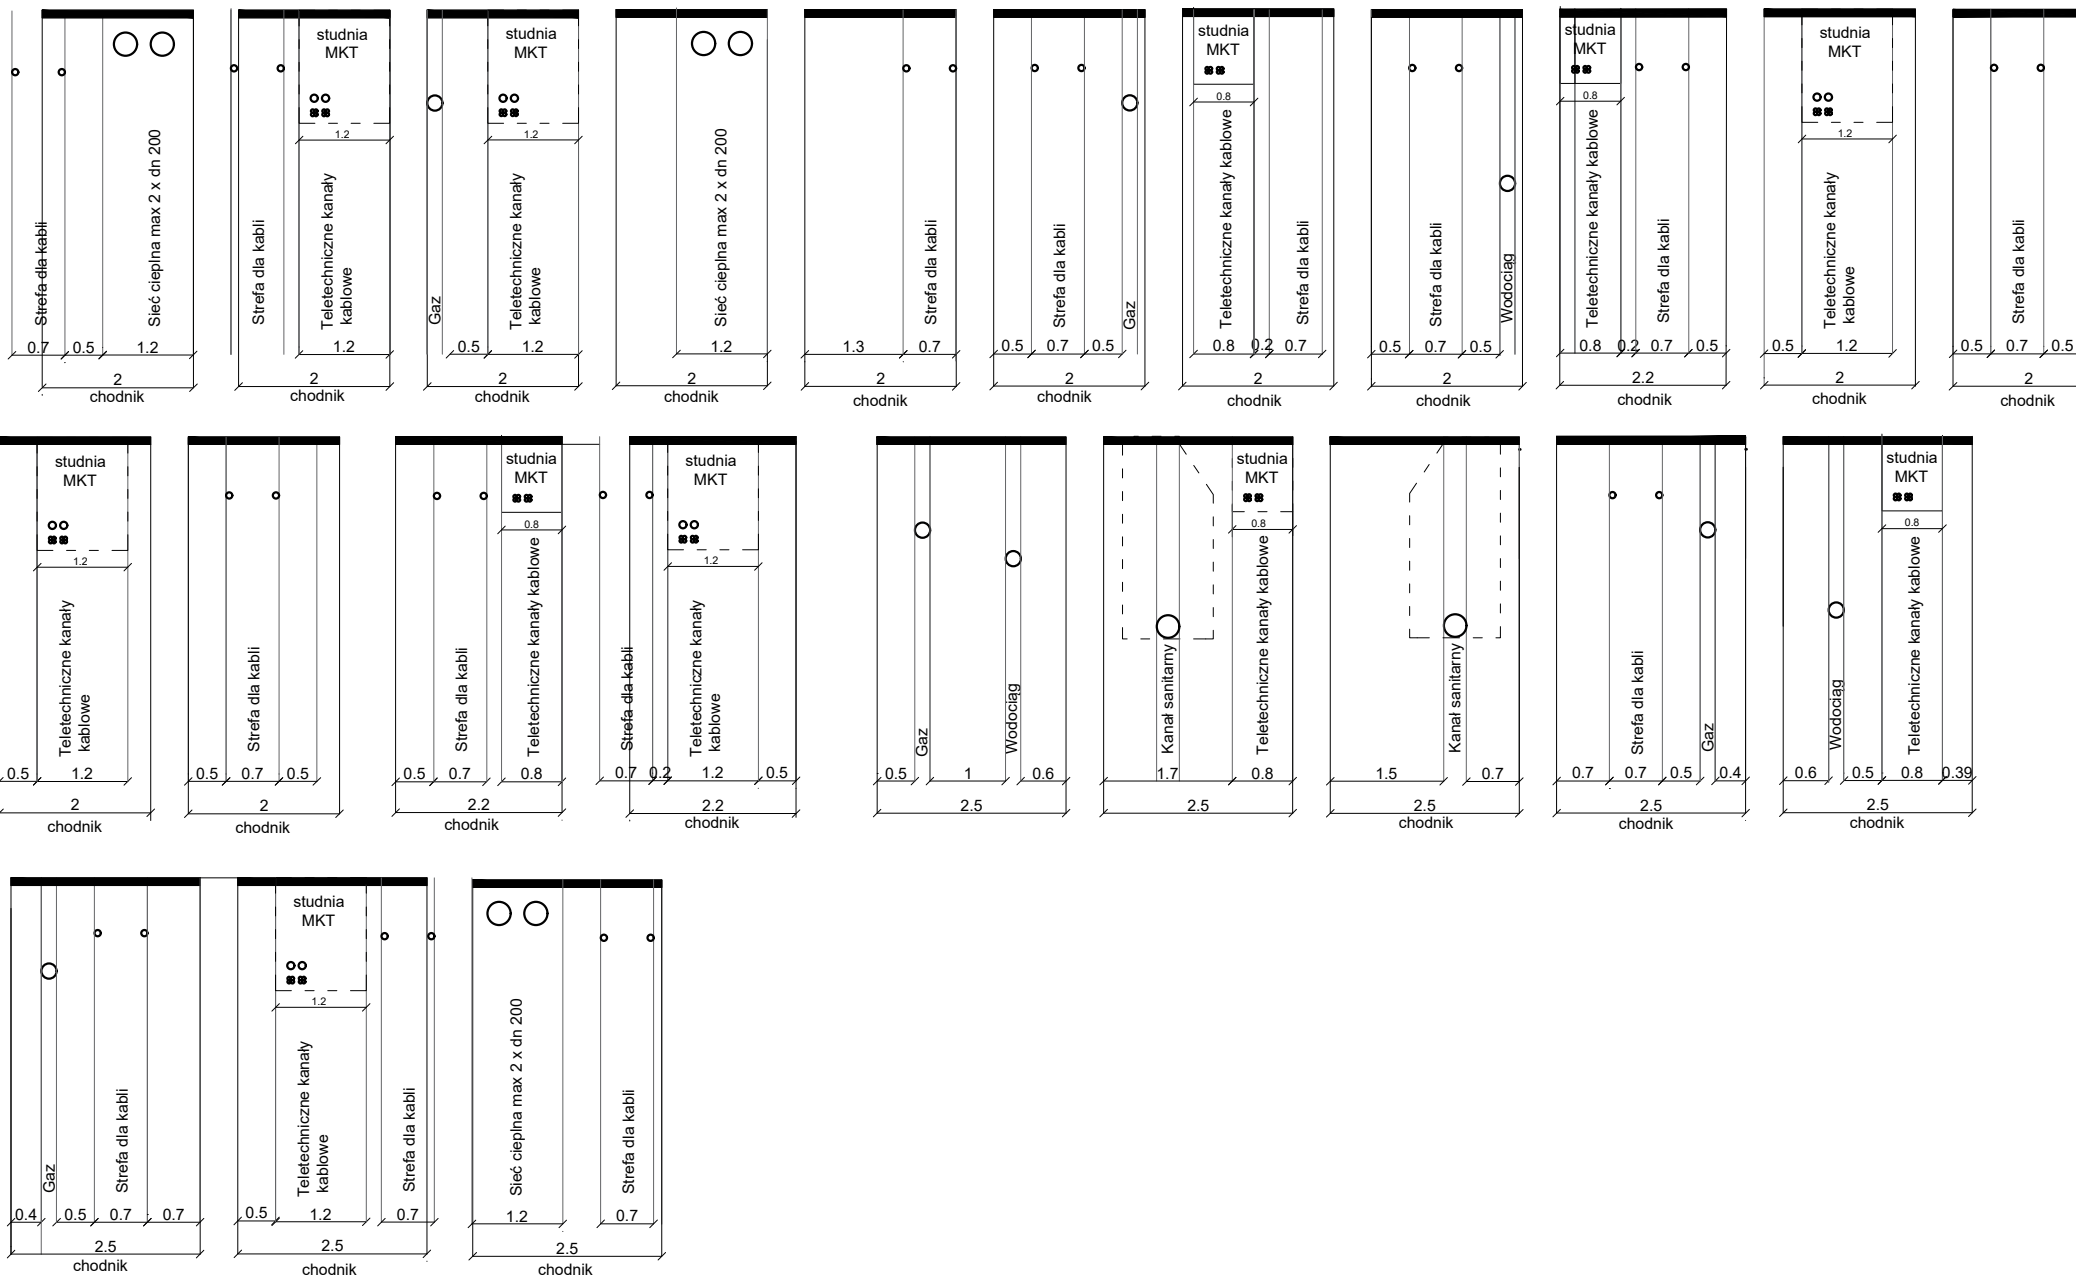 Strefa dla kabli
Sieć cieplna max 2 x dn 200
0.7
0.5
1.2
2
chodnik
studnia
MKT
1.2
Strefa dla kabli
Teletechniczne kanały
kablowe
1.2
2
chodnik
studnia
MKT
1.2
Gaz
Teletechniczne kanały
kablowe
0.5
1.2
2
chodnik
Sieć cieplna max 2 x dn 200
1.2
2
chodnik
Strefa dla kabli
1.3
0.7
2
chodnik
Strefa dla kabli
Gaz
0.5
0.7
0.5
2
chodnik
studnia
MKT
0.8
Teletechniczne kanały kablowe
Strefa dla kabli
0.8
0.2
0.7
2
chodnik
Strefa dla kabli
Wodociąg
0.5
0.7
0.5
2
chodnik
studnia
MKT
0.8
Teletechniczne kanały kablowe
Strefa dla kabli
0.8
0.2
0.7
0.5
2.2
chodnik
studnia
MKT
1.2
Teletechniczne kanały
kablowe
0.5
1.2
2
chodnik
Strefa dla kabli
0.5
0.7
0.5
2
chodnik
studnia
MKT
1.2
Teletechniczne kanały
kablowe
0.5
1.2
2
chodnik
Strefa dla kabli
0.5
0.7
0.5
2
chodnik
studnia
MKT
0.8
Strefa dla kabli
Teletechniczne kanały kablowe
0.5
0.7
0.8
2.2
chodnik
studnia
MKT
1.2
Strefa dla kabli
Teletechniczne kanały
kablowe
0.7
0.2
1.2
0.5
2.2
chodnik
Gaz
Wodociąg
0.5
1
0.6
2.5
studnia
MKT
0.8
Kanał sanitarny
Teletechniczne kanały kablowe
1.7
0.8
2.5
Kanał sanitarny
1.5
0.7
2.5
chodnik
Strefa dla kabli
Gaz
0.7
0.7
0.5
0.4
2.5
chodnik
studnia
MKT
0.8
Wodociąg
Teletechniczne kanały kablowe
0.6
0.5
0.8
0.39
2.5
chodnik
Gaz
Strefa dla kabli
0.4
0.5
0.7
0.7
2.5
chodnik
studnia
MKT
1.2
Teletechniczne kanały
kablowe
Strefa dla kabli
0.5
1.2
0.7
2.5
chodnik
Sieć cieplna max 2 x dn 200
Strefa dla kabli
1.2
0.7
2.5
chodnik